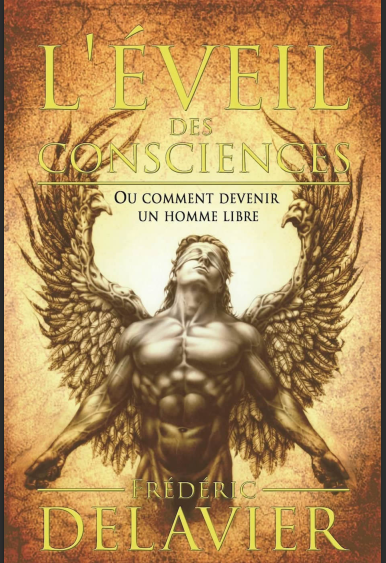 L'ÉVEIL
DES
CONSCIENCES
OU COMMENT DEVENIR
UN HOMME LIBRE
FRÉDÉRIC
DELAVIER